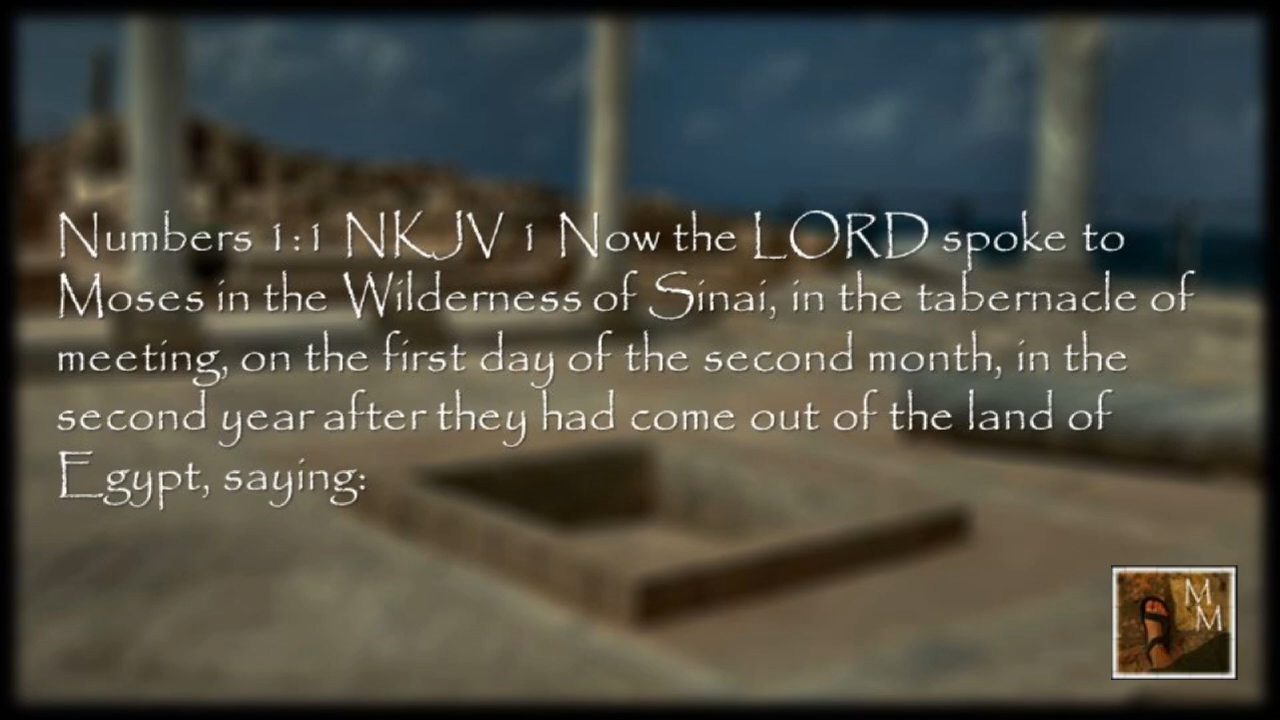 Numbers 1:1 NKJV 1 Now the LORD spoke to
Moses in the Wilderness of Sinai, in the tabernacle of
meeting, on the first day of the second month, in the
second year after they had come out of the land of
Egypt, saying:
M
M